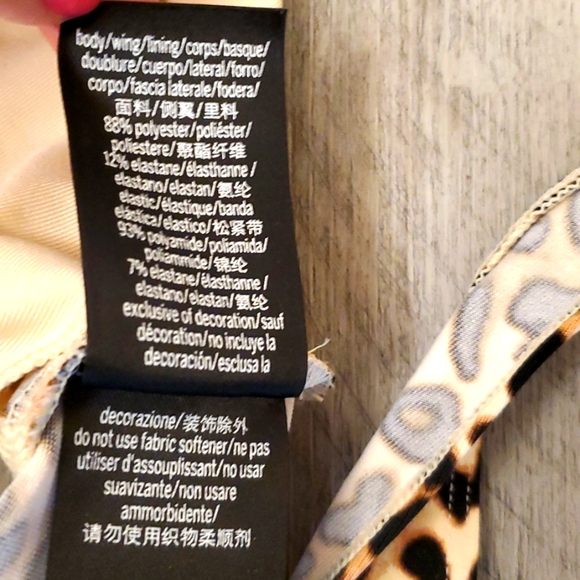 body/wing/lining/corps/basque/
doublure/cuerpo/lateral/forro/
corpo/fascia laterale/fodera/
面料/侧翼/里料
88% polyester/poliéster/
poliestere/聚酯纤维
12% elastane/élasthanne/
elastano/elastan/氨纶
elastic/élastique/banda
elástica/elastico/松紧带
93% polyamide/poliamida/
poliammide/锦纶
7% elastane/élasthanne/
elastano/elastan/氨纶
exclusive of decoration/sauf
décoration/no incluye la
decoración/esclusa la
decorazione/装饰除外
do not use fabric softener/ne pas
utiliser d'assouplissant/no usar
suavizante/non usare
ammorbidente/
请勿使用织物柔顺剂